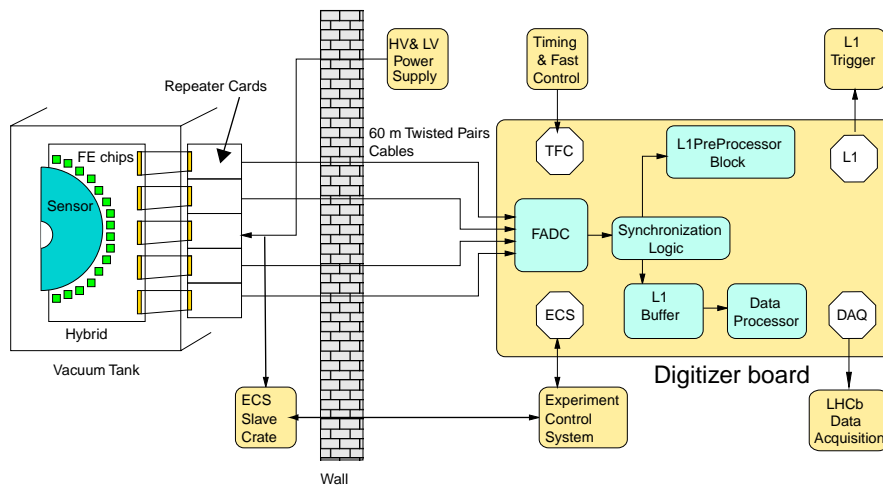 HV& LV
Power
Supply
Timing
& Fast
Control
L1
Trigger
Repeater Cards
60 m Twisted Pairs
Cables
FE chips
Sensor
TFC
L1PreProcessor
Block
L1
FADC
Synchronization
Logic
ECS
L1
Buffer
Data
Processor
DAQ
Hybrid
Vacuum Tank
Digitizer board
ECS
Slave
Crate
Experiment
Control
System
LHCb
Data
Acquisition
Wall